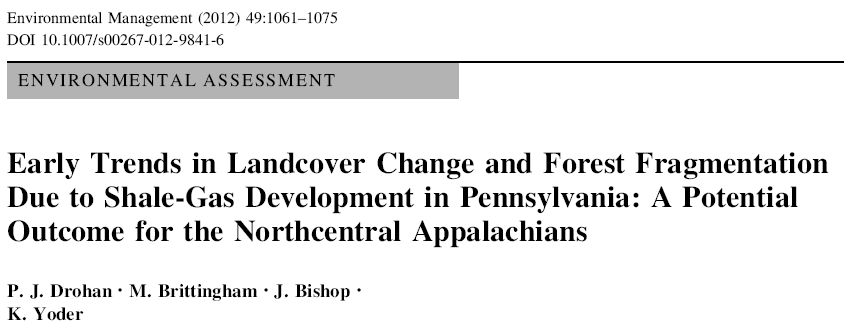 Environmental Management (2012) 49:1061–1075
DOI 10.1007/s00267-012-9841-6
ENVIRONMENTAL ASSESSMENT
Early Trends in Landcover Change and Forest Fragmentation
Due to Shale-Gas Development in Pennsylvania: A Potential
Outcome for the Northcentral Appalachians
P. J. Drohan · M. Brittingham · J. Bishop ·
K. Yoder